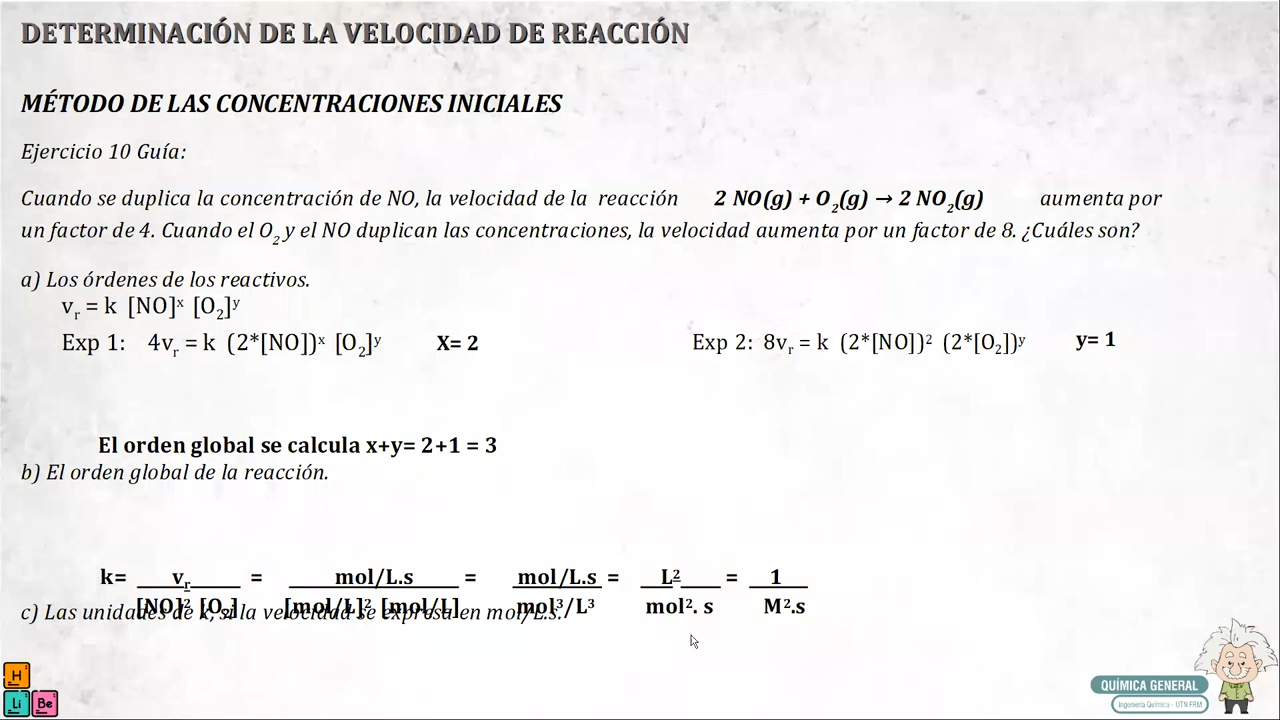 DETERMINACIÓN DE LA VELOCIDAD DE REACCIÓN
MÉTODO DE LAS CONCENTRACIONES INICIALES
Ejercicio 10 Guía:
Cuando se duplica la concentración de NO, la velocidad de la reacción 2 NO(g) + O₂(g) → 2 NO₂(g) aumenta por
un factor de 4. Cuando el O₂ y el NO duplican las concentraciones, la velocidad aumenta por un factor de 8. ¿Cuáles son?
a) Los órdenes de los reactivos.
vᵣ = k [NO]ˣ [O₂]ʸ
Exp 1: 4vᵣ = k (2*[NO])ˣ [O₂]ʸ X= 2 Exp 2: 8vᵣ = k (2*[NO])² (2*[O₂])ʸ y= 1
El orden global se calcula x+y= 2+1 = 3
b) El orden global de la reacción.
k= vᵣ = mol/L.s = mol/L.s = L² = 1
[NO]² [O₂] [mol/L]² [mol/L] mol³/L³ mol². s M².s
c) Las unidades de k, si la velocidad se expresa en mol/L.s.
H
Li Be
QUÍMICA GENERAL
Ingeniería Química - UTN FRM